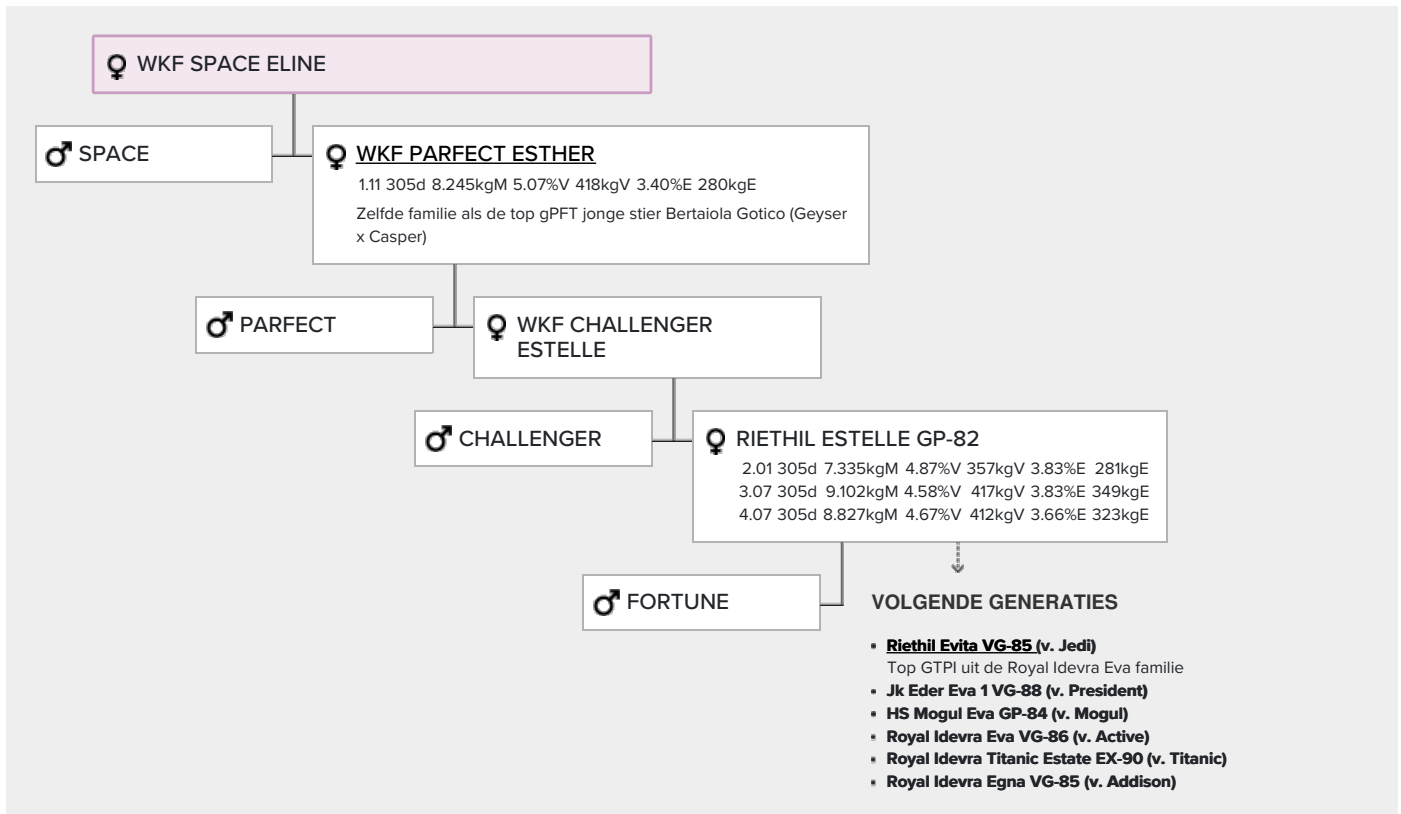 WKF SPACE ELINE
SPACE
WKF PARFECT ESTHER
1.11 305d 8.245kgM 5.07%V 418kgV 3.40%E 280kgE
Zelfde familie als de top gPFT jonge stier Bertaiola Gotico (Geyser
x Casper)
PARFECT
WKF CHALLENGER
ESTELLE
CHALLENGER
RIETHIL ESTELLE GP-82
2.01 305d 7.335kgM 4.87%V 357kgV 3.83%E 281kgE
3.07 305d 9.102kgM 4.58%V 417kgV 3.83%E 349kgE
4.07 305d 8.827kgM 4.67%V 412kgV 3.66%E 323kgE
FORTUNE
VOLGENDE GENERATIES
Riethil Evita VG-85 (v. Jedi)
Top GTPI uit de Royal Idevra Eva familie
Jk Eder Eva 1 VG-88 (v. President)
HS Mogul Eva GP-84 (v. Mogul)
Royal Idevra Eva VG-86 (v. Active)
Royal Idevra Titanic Estate EX-90 (v. Titanic)
Royal Idevra Egna VG-85 (v. Addison)